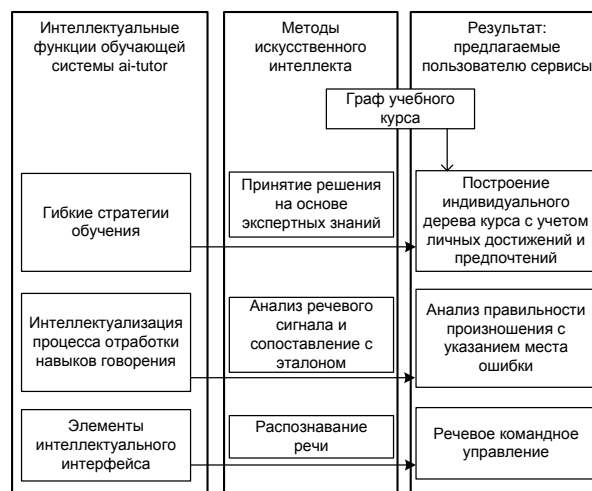 Интеллектуальные
функции обучающей
системы ai-tutor
Методы
искусственного
интеллекта
Результат:
предлагаемые
пользователю сервисы
Граф учебного
курса
Гибкие стратегии
обучения
Принятие решения
на основе
экспертных знаний
Построение
индивидуального
дерева курса с учетом
личных достижений и
предпочтений
Интеллектуализация
процесса отработки
навыков говорения
Анализ речевого
сигнала и
сопоставление с
эталоном
Анализ правильности
произношения с
указанием места
ошибки
Элементы
интеллектуального
интерфейса
Распознавание
речи
Речевое командное
управление